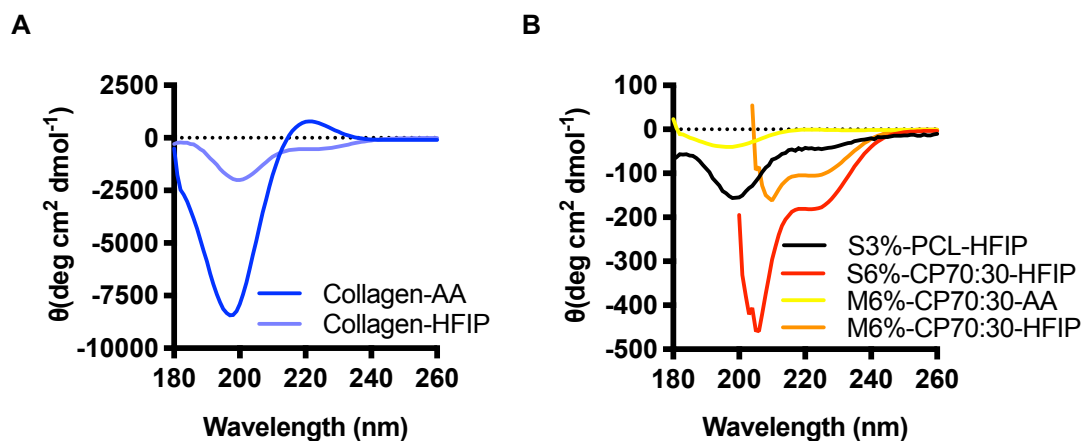 A
θ(deg cm² dmol⁻¹)
2500
0
-2500
-5000
-7500
-10000
180 200 220 240 260
Wavelength (nm)
Collagen-AA
Collagen-HFIP
B
θ(deg cm² dmol⁻¹)
100
0
-100
-200
-300
-400
-500
180 200 220 240 260
Wavelength (nm)
S3%-PCL-HFIP
S6%-CP70:30-HFIP
M6%-CP70:30-AA
M6%-CP70:30-HFIP